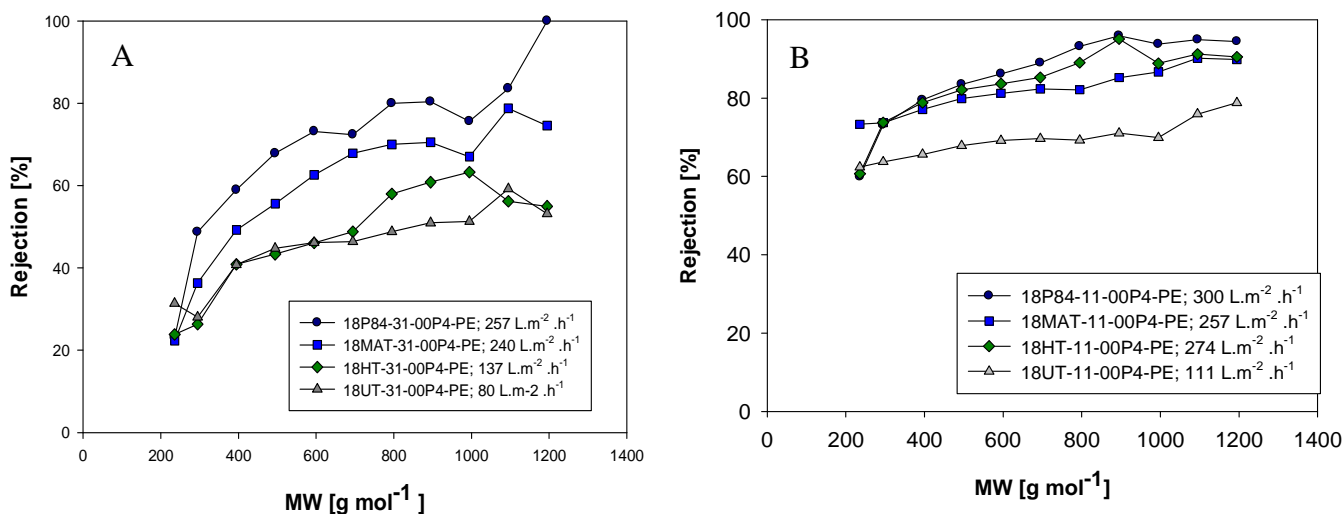 A
Rejection [%]
100
80
60
40
20
0
18P84-31-00P4-PE; 257 L.m⁻² .h⁻¹
18MAT-31-00P4-PE; 240 L.m⁻² .h⁻¹
18HT-31-00P4-PE; 137 L.m⁻² .h⁻¹
18UT-31-00P4-PE; 80 L.m-2 .h⁻¹
0 200 400 600 800 1000 1200 1400
MW [g mol⁻¹ ]
B
Rejection [%]
100
80
60
40
20
0
18P84-11-00P4-PE; 300 L.m⁻² .h⁻¹
18MAT-11-00P4-PE; 257 L.m⁻² .h⁻¹
18HT-11-00P4-PE; 274 L.m⁻² .h⁻¹
18UT-11-00P4-PE; 111 L.m⁻² .h⁻¹
0 200 400 600 800 1000 1200 1400
MW [g mol⁻¹]